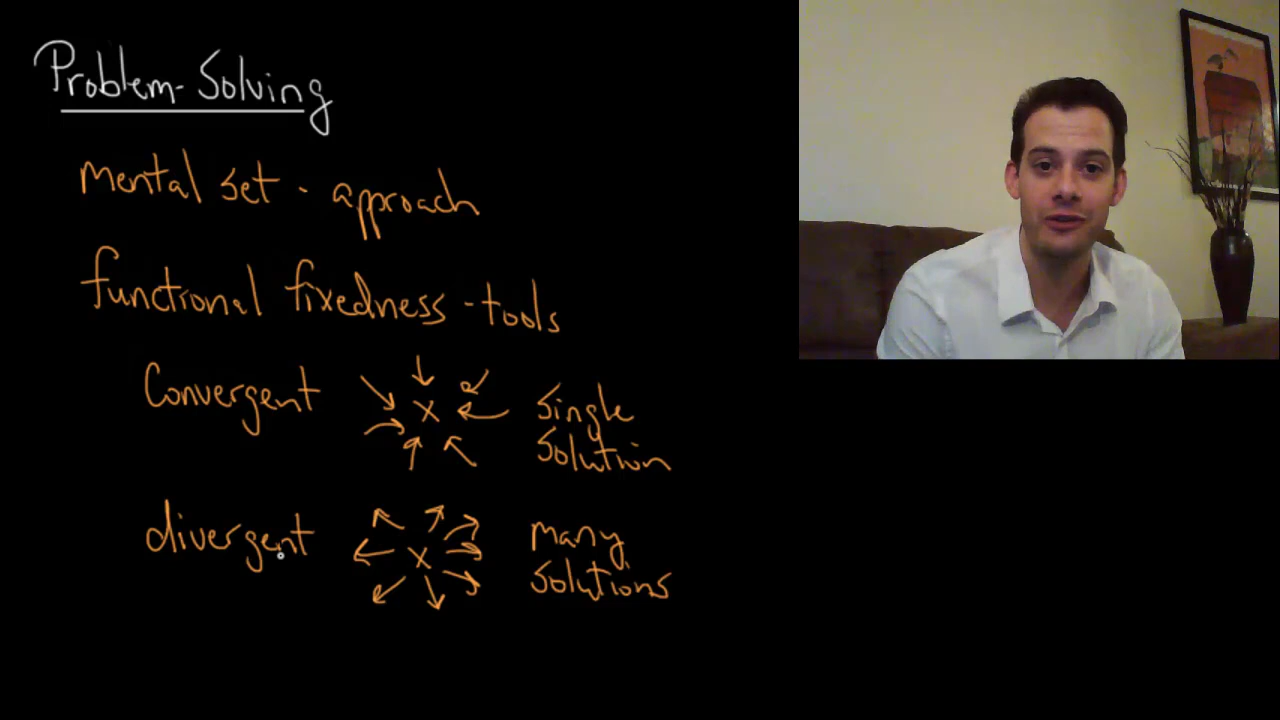 Problem-Solving
mental set - approach
functional fixedness - tools
Convergent
Single
Solution
divergent
many
Solutions